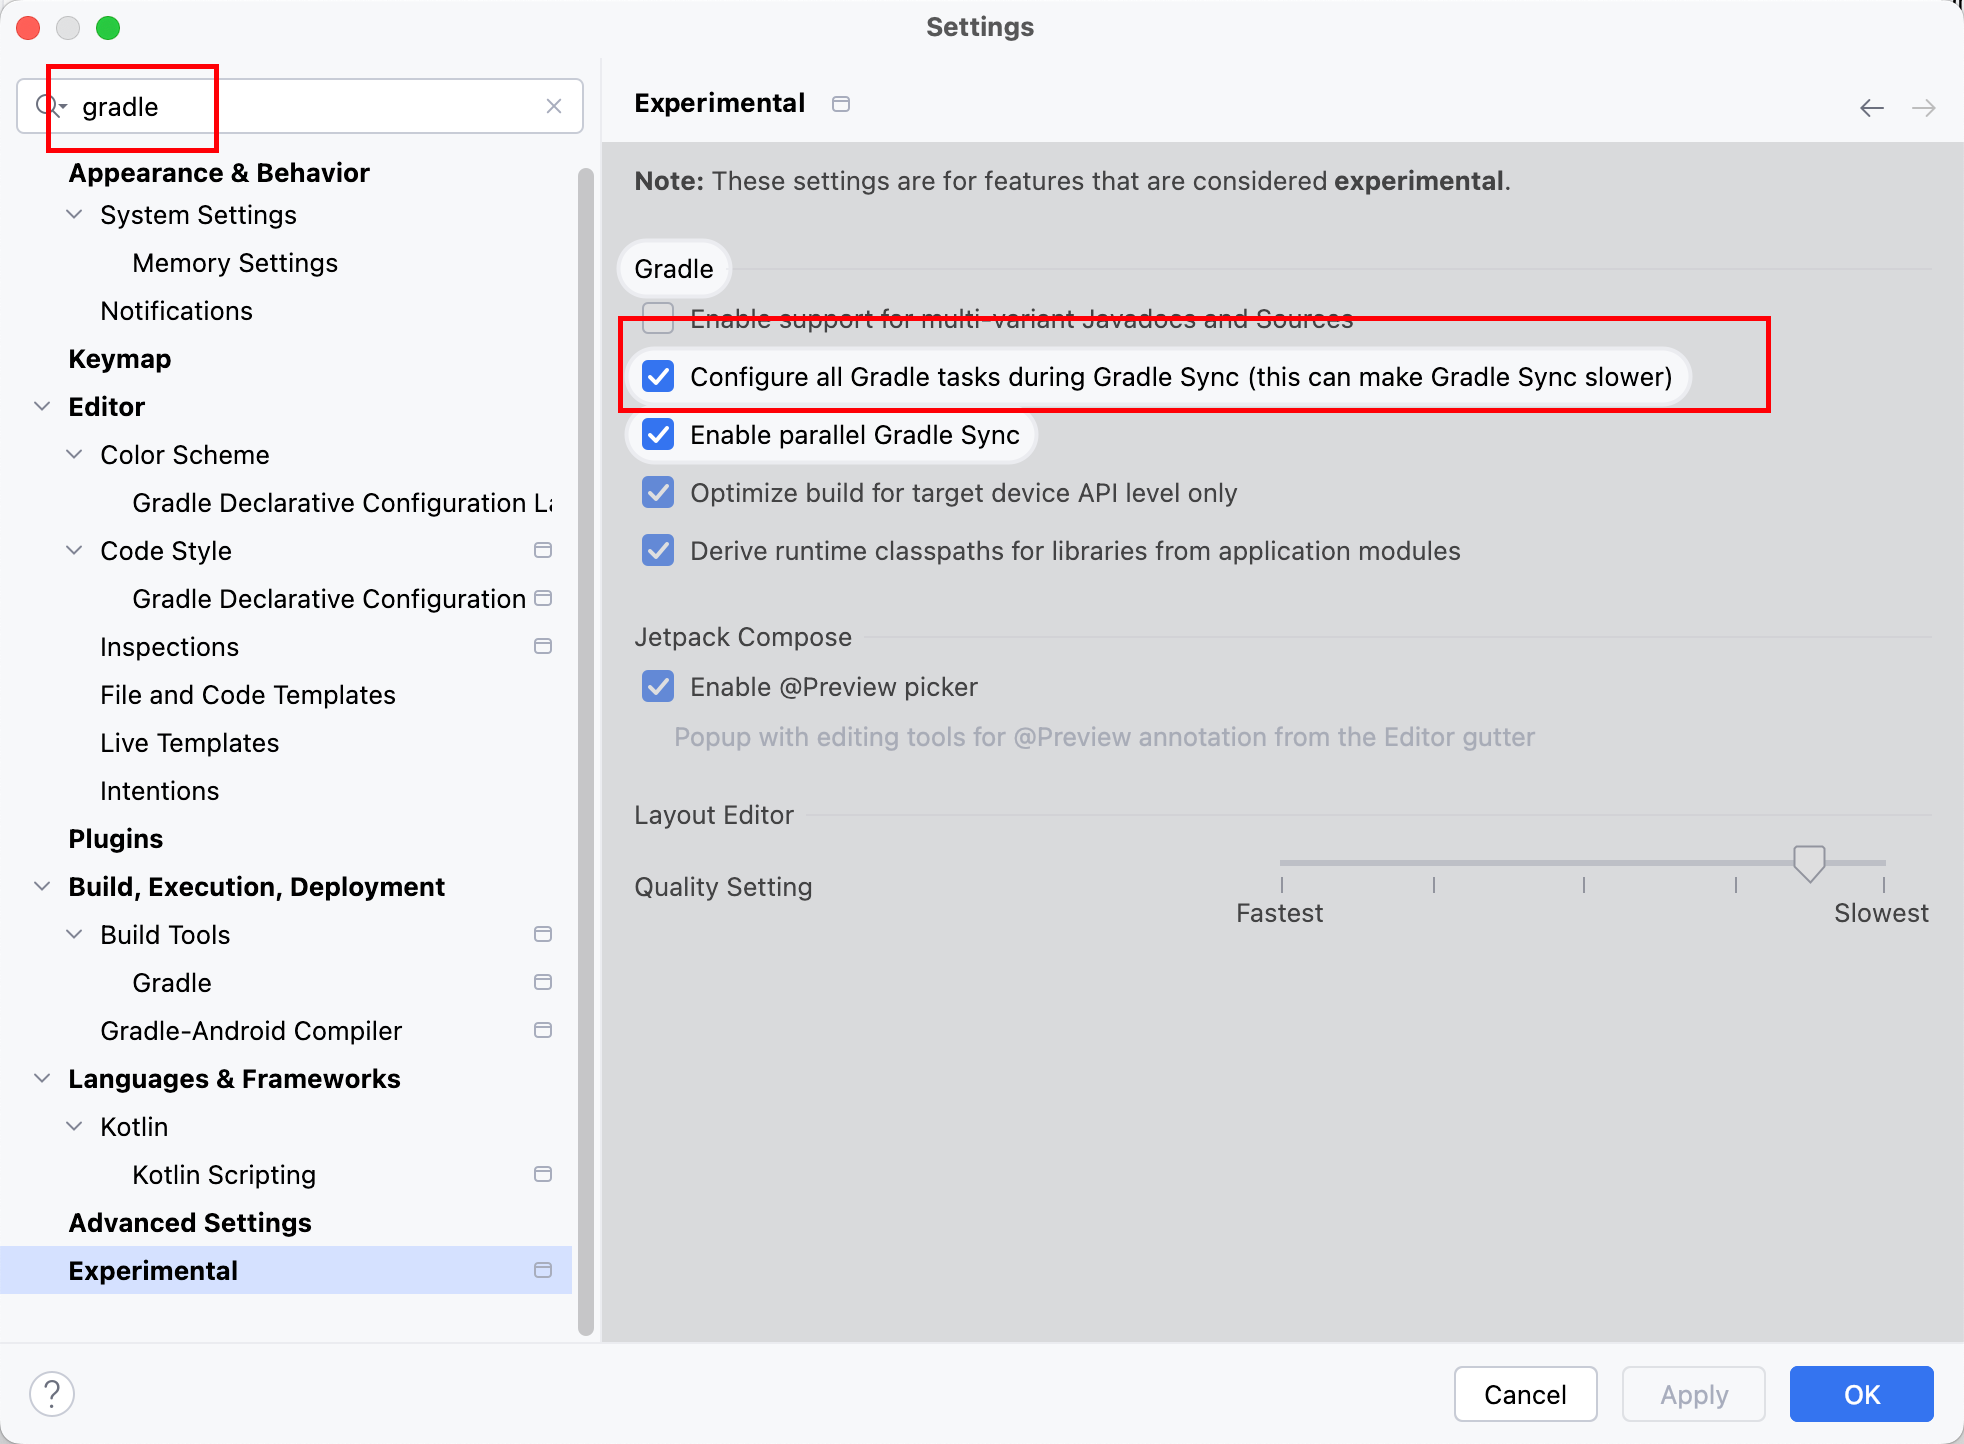 Settings
gradle
Appearance & Behavior
System Settings
Memory Settings
Notifications
Keymap
Editor
Color Scheme
Gradle Declarative Configuration La
Code Style
Gradle Declarative Configuration
Inspections
File and Code Templates
Live Templates
Intentions
Plugins
Build, Execution, Deployment
Build Tools
Gradle
Gradle-Android Compiler
Languages & Frameworks
Kotlin
Kotlin Scripting
Advanced Settings
Experimental
Experimental
Note: These settings are for features that are considered experimental.
Gradle
Enable support for multi-variant Javadocs and Sources
Configure all Gradle tasks during Gradle Sync (this can make Gradle Sync slower)
Enable parallel Gradle Sync
Optimize build for target device API level only
Derive runtime classpaths for libraries from application modules
Jetpack Compose
Enable @Preview picker
Popup with editing tools for @Preview annotation from the Editor gutter
Layout Editor
Quality Setting
Fastest Slowest
? Cancel Apply OK